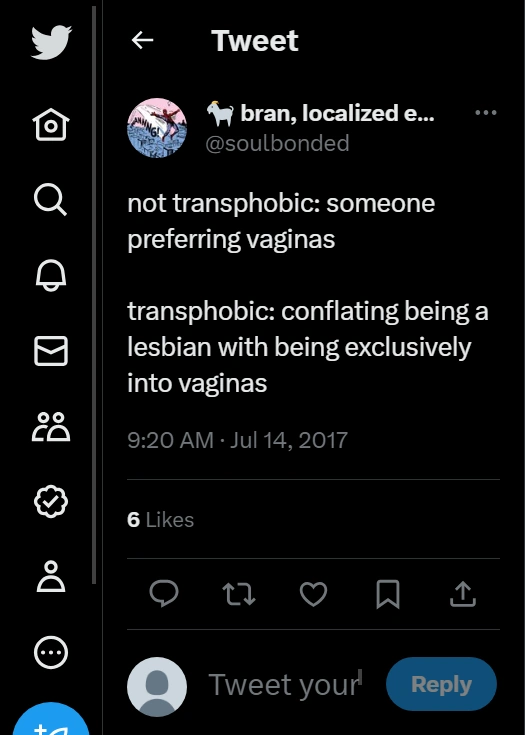 Tweet
🐐 bran, localized e...
@soulbonded
not transphobic: someone
preferring vaginas
transphobic: conflating being a
lesbian with being exclusively
into vaginas
9:20 AM · Jul 14, 2017
6 Likes
Tweet your
Reply